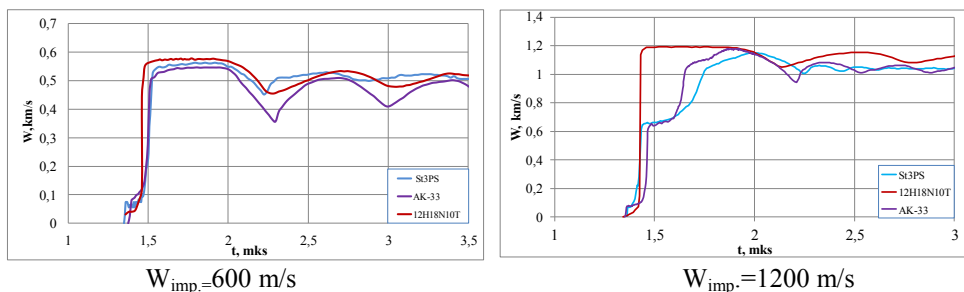 0,7
0,6
0,5
0,4
0,3
0,2
0,1
0
W,km/s
1
1,5
2
2,5
3
3,5
t, mks
St3PS
AK-33
12H18N10T
W imp.=600 m/s
1,4
1,2
1
0,8
0,6
0,4
0,2
0
W, km/s
1
1,5
2
2,5
3
t, mks
St3PS
12H18N10T
AK-33
W imp.=1200 m/s